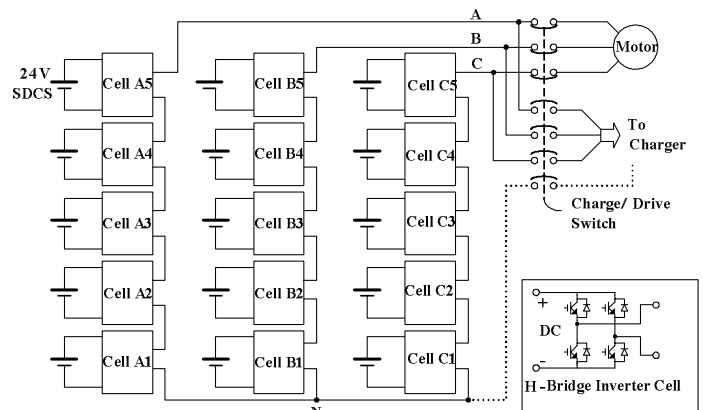 A
B
C
Motor
24V
SDCS
Cell A5
Cell B5
Cell C5
Cell A4
Cell B4
Cell C4
To
Charger
Cell A3
Cell B3
Cell C3
Charge/ Drive
Switch
Cell A2
Cell B2
Cell C2
+
DC
-
Cell A1
Cell B1
Cell C1
H-Bridge Inverter Cell
N